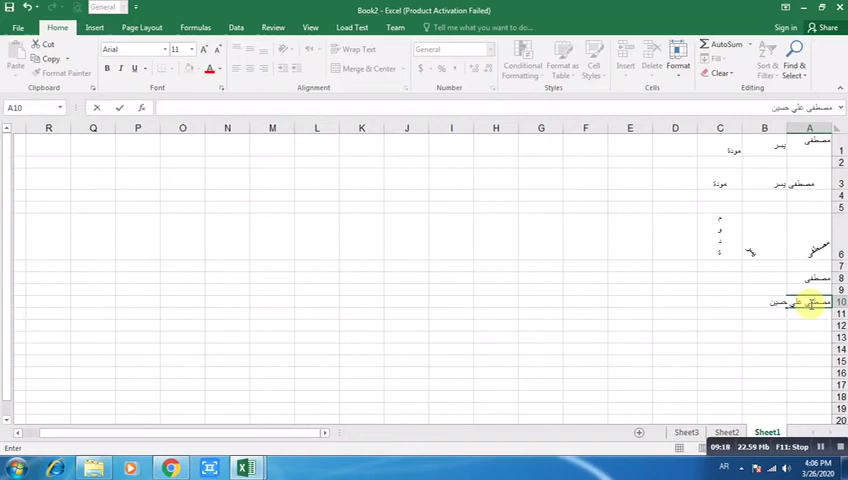 Book2 - Excel (Product Activation Failed)
General
File Home Insert Page Layout Formulas Data Review View Load Test Team Tell me what you want to do... Sign in Share
Paste Cut Copy Format Painter
Arial 11 A A
B I U A
Wrap Text
Merge & Center
General
$ %
Conditional Formatting Format as Table Cell Styles
Insert Delete Format
AutoSum
Fill
Clear
Sort & Filter Find & Select
Clipboard Font Alignment Number Styles Cells Editing
A10 fx مصطفى علي حسين
R Q P O N M L K J I H G F E D C B A
مصطفى يسر مودة 1
2
مصطفى يسر مودة 3
4
5
مصطفى يسر م و د ة 6
7
مصطفى 8
9
مصطفى علي حسين 10
11
12
13
14
15
16
17
18
19
20
Sheet3 Sheet2 Sheet1
Enter
09:18 22.59 Mb F11: Stop
AR
4:06 PM
3/26/2020